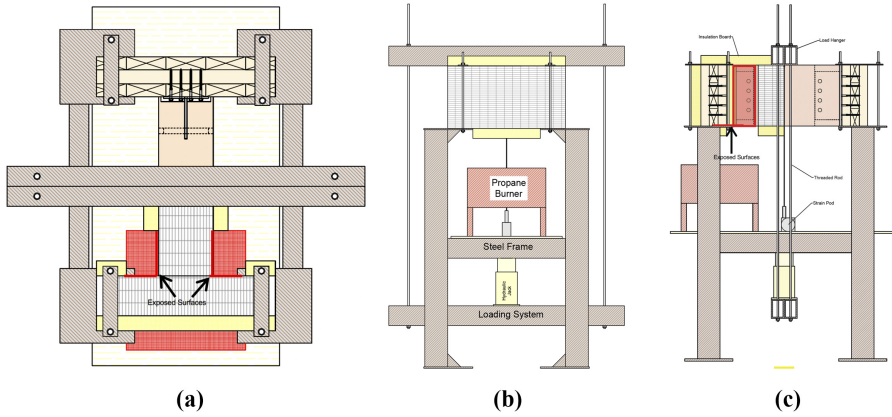 Exposed Surfaces
(a)
Propane
Burner
Steel Frame
Hydraulic
Jack
Loading System
(b)
Insulation Board
Load Hanger
Exposed Surfaces
Threaded Rod
Strain Pod
(c)